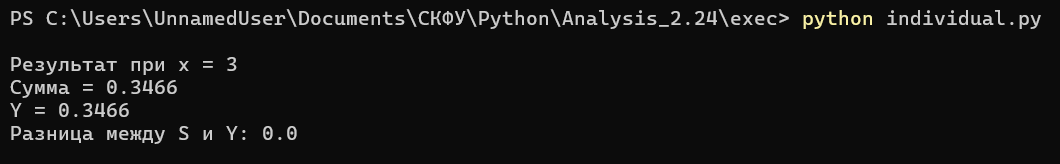 PS C:\Users\UnnamedUser\Documents\СКФУ\Python\Analysis_2.24\exec> python individual.py
Результат при x = 3
Сумма = 0.3466
Y = 0.3466
Разница между S и Y: 0.0